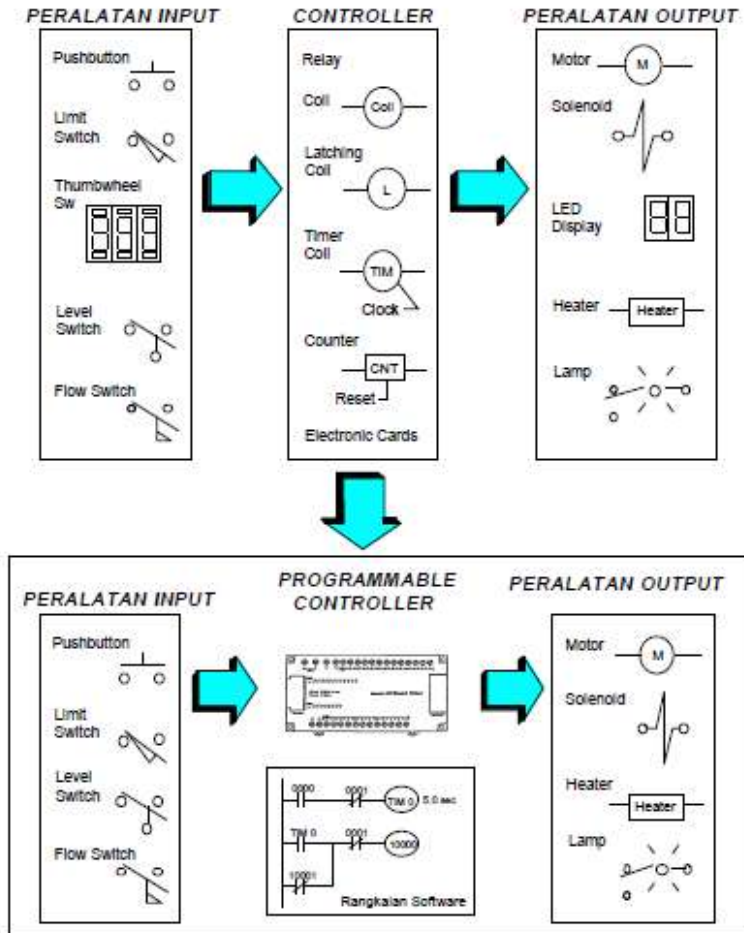 PERALATAN INPUT
CONTROLLER
PERALATAN OUTPUT
Pushbutton
Limit
Switch
Thumbwheel
Sw
Level
Switch
Flow Switch
Relay
Coil
Coil
Latching
Coil
L
Timer
Coil
TIM
Clock
Counter
CNT
Reset
Electronic Cards
Motor
M
Solenoid
LED
Display
Heater
Heater
Lamp
PERALATAN INPUT
PROGRAMMABLE
CONTROLLER
PERALATAN OUTPUT
Pushbutton
Limit
Switch
Level
Switch
Flow Switch
0000 0001
TIM 0 5.0 sec
TIM 0 0001
10000
10001
Rangkaian Software
Motor
M
Solenoid
Heater
Heater
Lamp